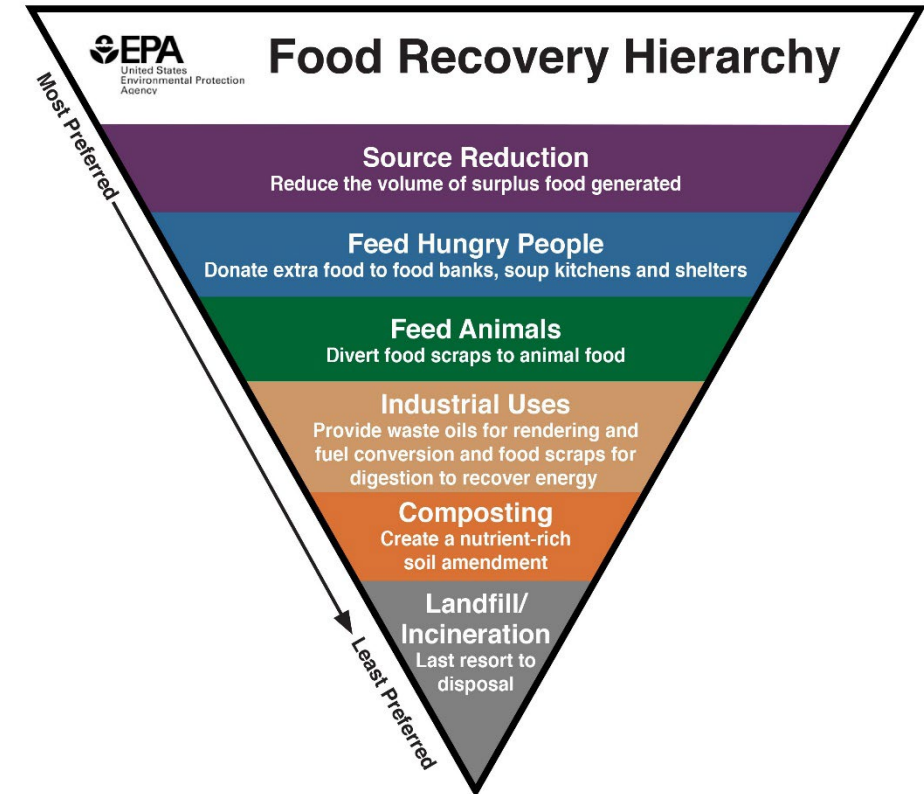 EPA
United States
Environmental Protection
Agency
Food Recovery Hierarchy
Most Preferred
Source Reduction
Reduce the volume of surplus food generated
Feed Hungry People
Donate extra food to food banks, soup kitchens and shelters
Feed Animals
Divert food scraps to animal food
Industrial Uses
Provide waste oils for rendering and
fuel conversion and food scraps for
digestion to recover energy
Composting
Create a nutrient-rich
soil amendment
Landfill/
Incineration
Last resort to
disposal
Least Preferred